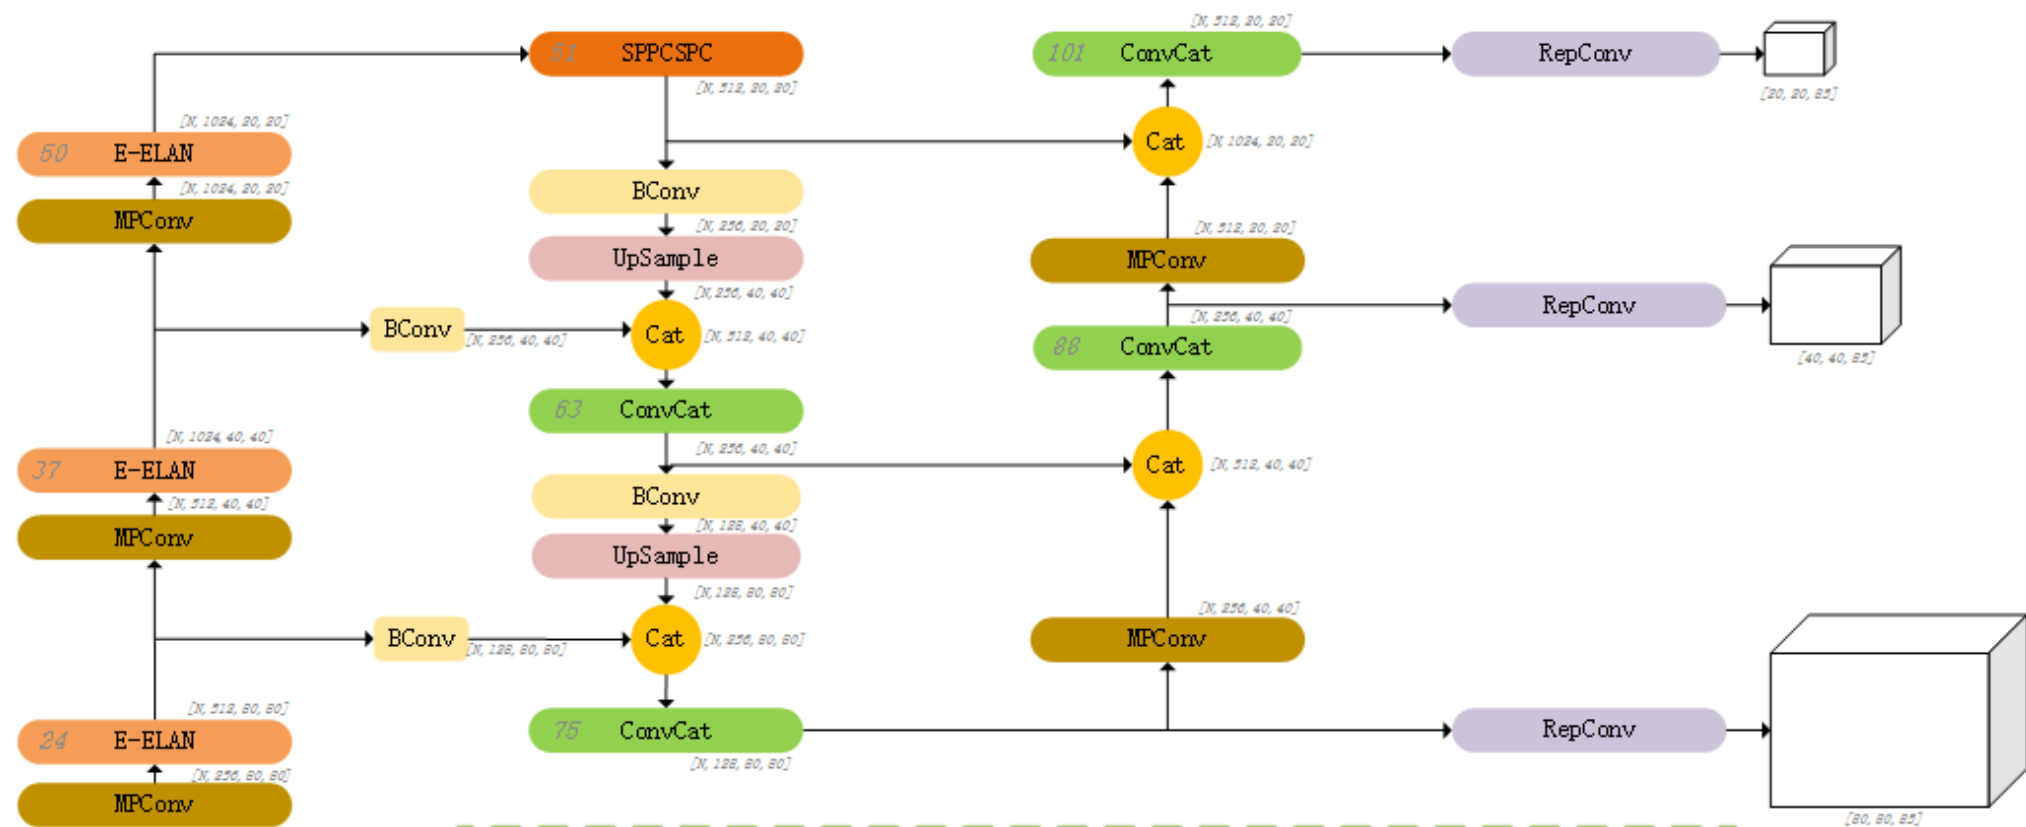 [N, 512, 20, 20]
51 SPPCSPC
101 ConvCat
RepConv
[N, 512, 20, 20]
[20, 20, 85]
[N, 1024, 20, 20]
50 E-ELAN
Cat
[N, 1024, 20, 20]
[N, 1024, 20, 20]
BConv
MPConv
[N, 256, 20, 20]
[N, 512, 20, 20]
UpSample
MPConv
[N, 256, 40, 40]
RepConv
BConv
[N, 256, 40, 40]
Cat
[N, 512, 40, 40]
[N, 256, 40, 40]
88 ConvCat
[40, 40, 85]
63 ConvCat
[N, 1024, 40, 40]
[N, 256, 40, 40]
37 E-ELAN
Cat
[N, 512, 40, 40]
[N, 512, 40, 40]
BConv
MPConv
[N, 128, 40, 40]
UpSample
[N, 128, 80, 80]
[N, 256, 40, 40]
BConv
[N, 128, 80, 80]
Cat
[N, 256, 80, 80]
MPConv
[N, 512, 80, 80]
24 E-ELAN
75 ConvCat
RepConv
[N, 256, 80, 80]
[N, 128, 80, 80]
MPConv
[80, 80, 85]